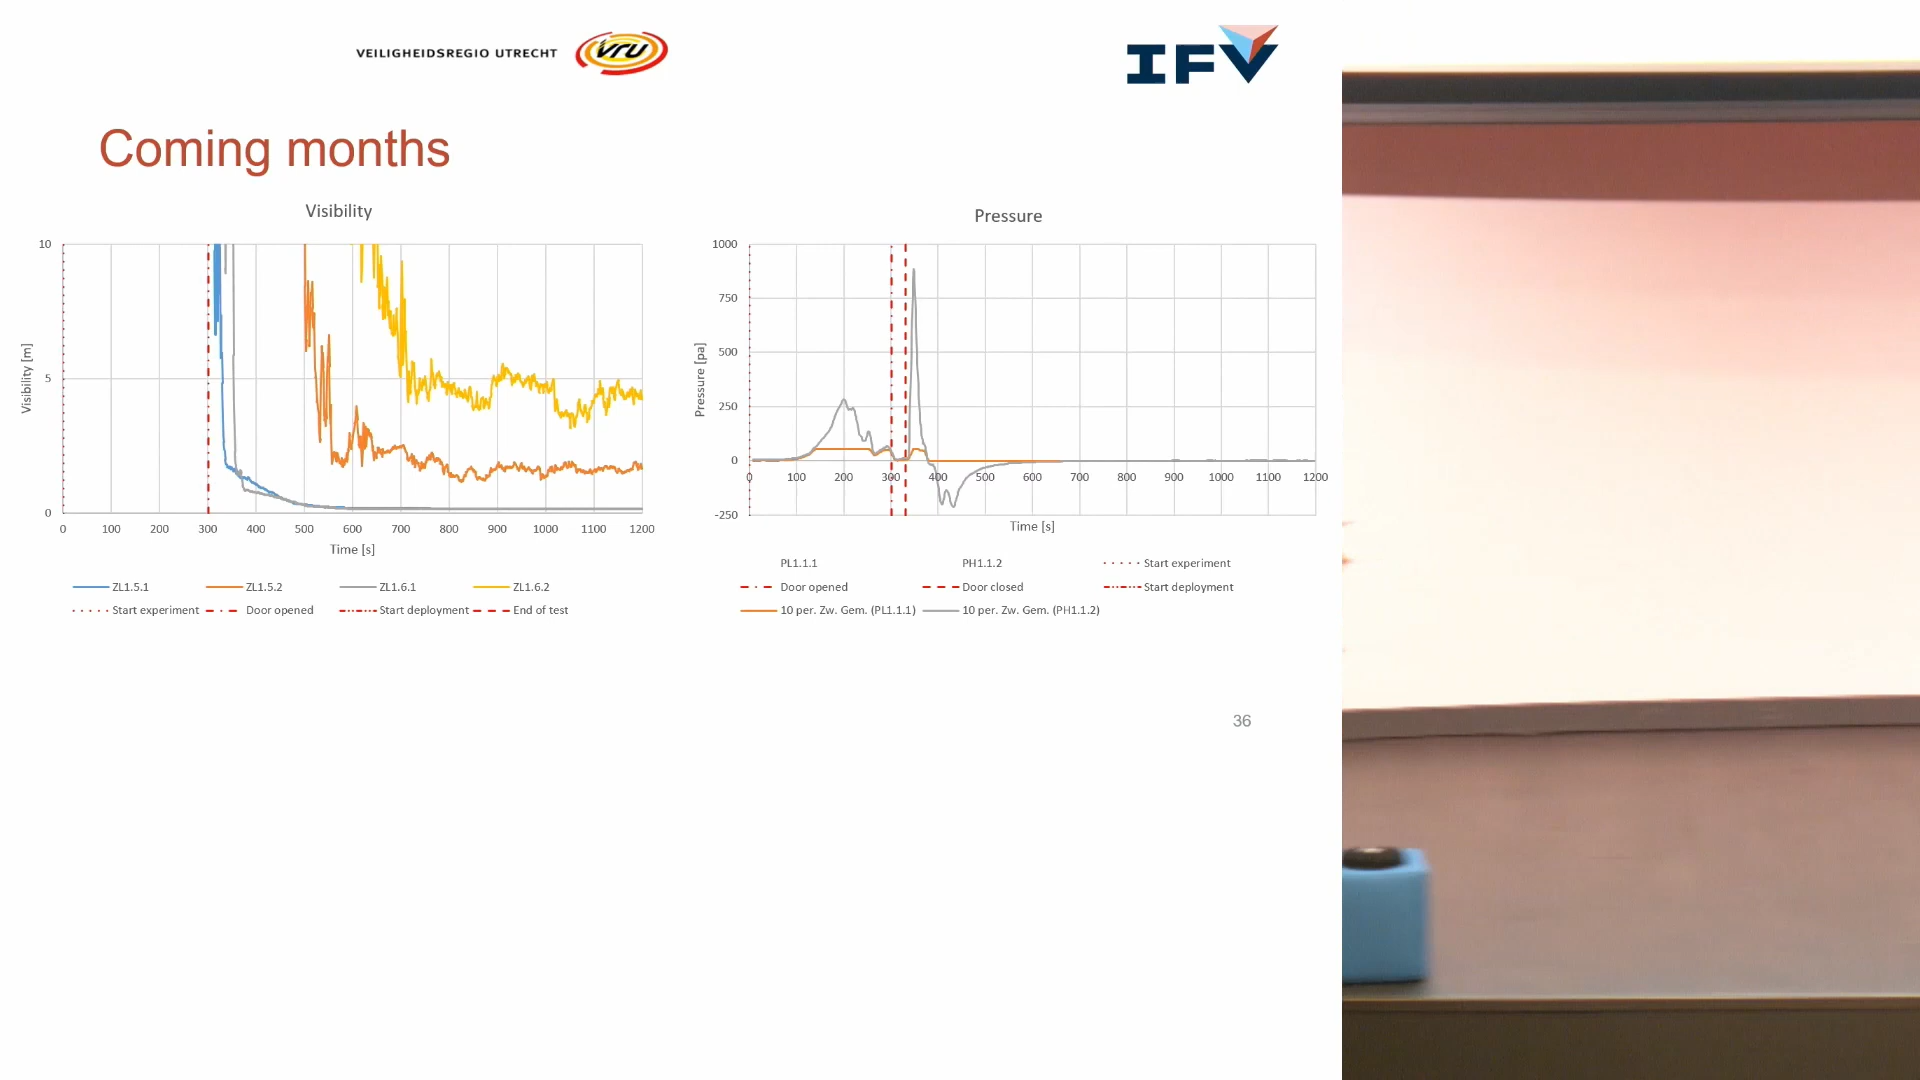 VEILIGHEIDSREGIO UTRECHT vru
IFV
Coming months
Visibility
10
5
0
Visibility [m]
0 100 200 300 400 500 600 700 800 900 1000 1100 1200
Time [s]
ZL1.5.1 ZL1.5.2 ZL1.6.1 ZL1.6.2
Start experiment Door opened Start deployment End of test
Pressure
1000
750
500
250
0
-250
Pressure [pa]
0 100 200 300 400 500 600 700 800 900 1000 1100 1200
Time [s]
PL1.1.1 PH1.1.2 Start experiment
Door opened Door closed Start deployment
10 per. Zw. Gem. (PL1.1.1) 10 per. Zw. Gem. (PH1.1.2)
36